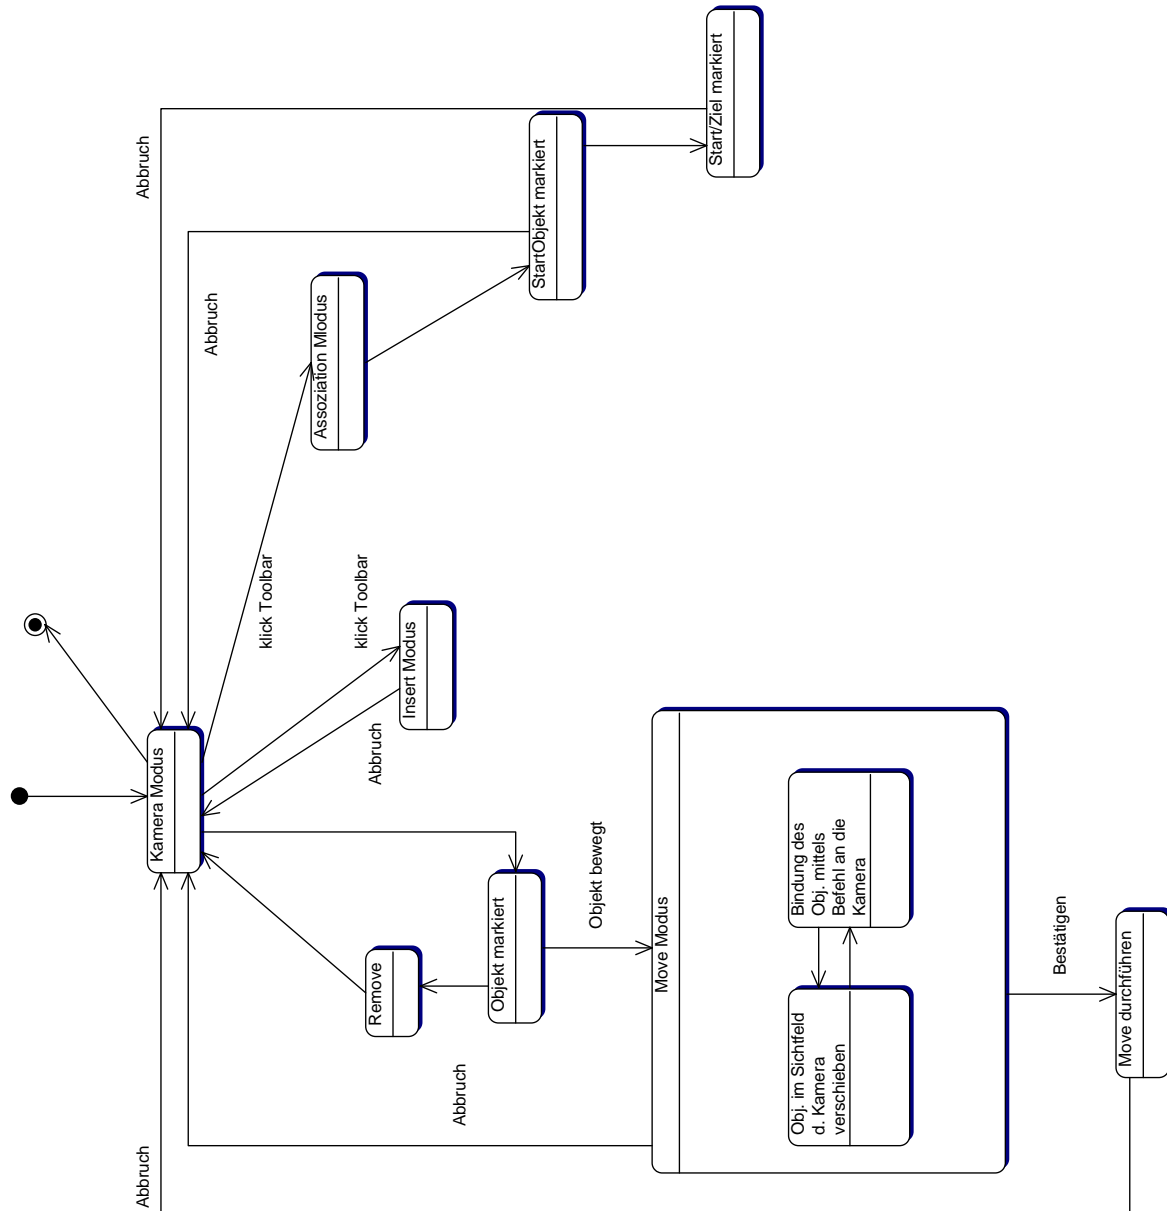 Abbruch
Abbruch
Kamera Modus
Abbruch
klick Toolbar
Assoziation Mlodus
klick Toolbar
Remove
Abbruch
Insert Modus
Abbruch
Objekt markiert
StartObjekt markiert
Objekt bewegt
Move Modus
Start/Ziel markiert
Obj. im Sichtfeld
d. Kamera
verschieben
Bindung des
Obj. mittels
Befehl an die
Kamera
Bestätigen
Move durchführen